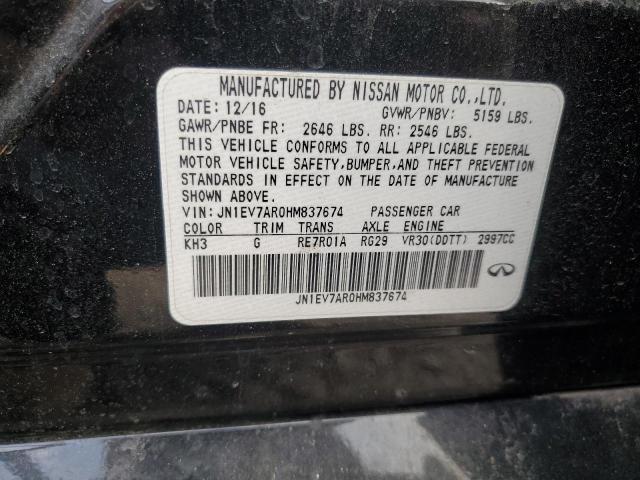 MANUFACTURED BY NISSAN MOTOR CO.,LTD.
DATE: 12/16 GVWR/PNBV: 5159 LBS.
GAWR/PNBE FR: 2646 LBS. RR: 2546 LBS.
THIS VEHICLE CONFORMS TO ALL APPLICABLE FEDERAL
MOTOR VEHICLE SAFETY,BUMPER,AND THEFT PREVENTION
STANDARDS IN EFFECT ON THE DATE OF MANUFACTURE
SHOWN ABOVE.
VIN: JN1EV7AR0HM837674 PASSENGER CAR
COLOR TRIM TRANS AXLE ENGINE
KH3 G RE7R01A RG29 VR30(DDTT) 2997CC
JN1EV7AR0HM837674